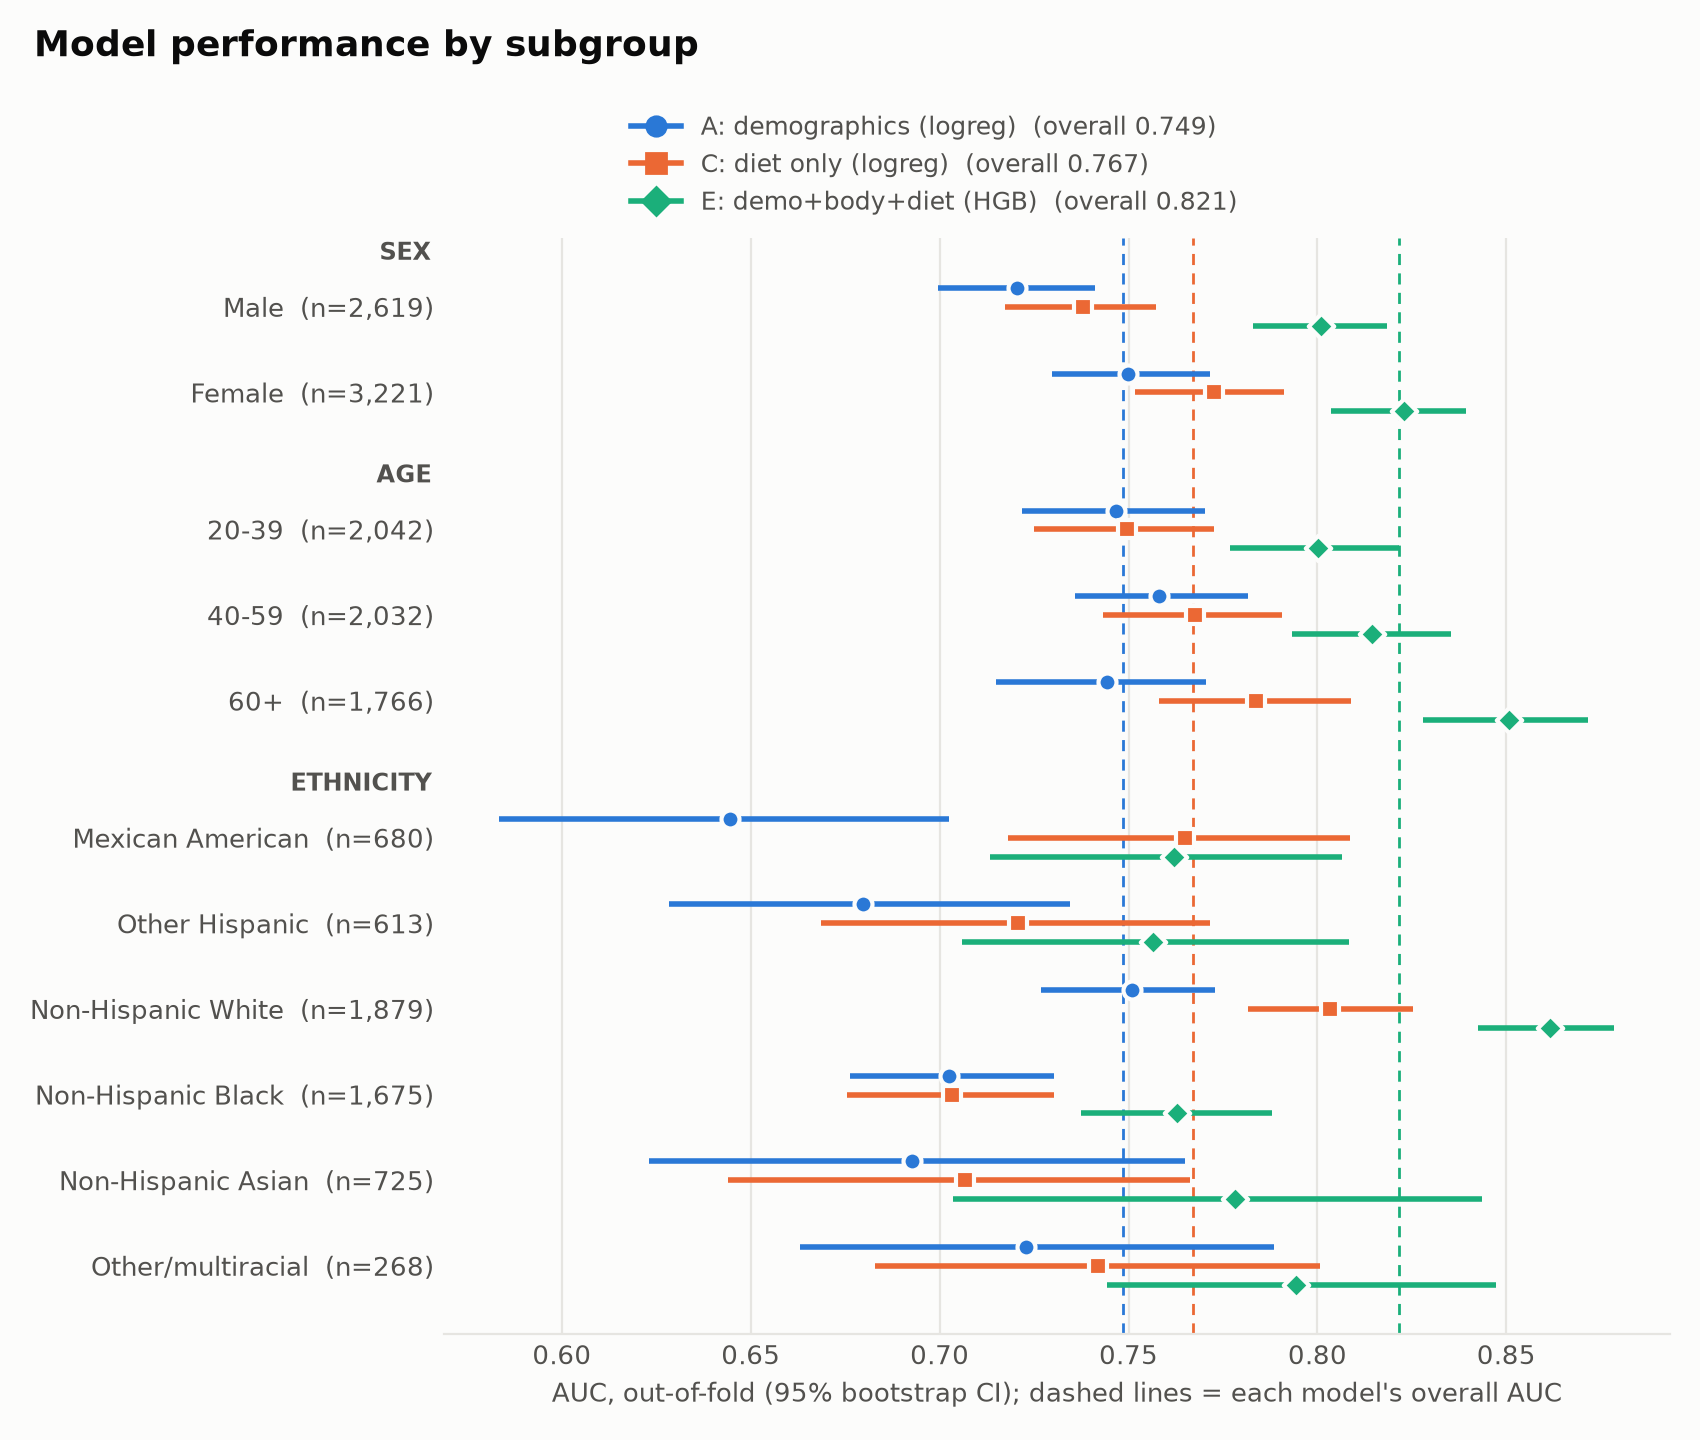 Model performance by subgroup
A: demographics (logreg)  (overall 0.749)
C: diet only (logreg)  (overall 0.767)
E: demo+body+diet (HGB)  (overall 0.821)
SEX
Male  (n=2,619)
Female  (n=3,221)
AGE
20-39  (n=2,042)
40-59  (n=2,032)
60+  (n=1,766)
ETHNICITY
Mexican American  (n=680)
Other Hispanic  (n=613)
Non-Hispanic White  (n=1,879)
Non-Hispanic Black  (n=1,675)
Non-Hispanic Asian  (n=725)
Other/multiracial  (n=268)
0.60 0.65 0.70 0.75 0.80 0.85
AUC, out-of-fold (95% bootstrap CI); dashed lines = each model's overall AUC